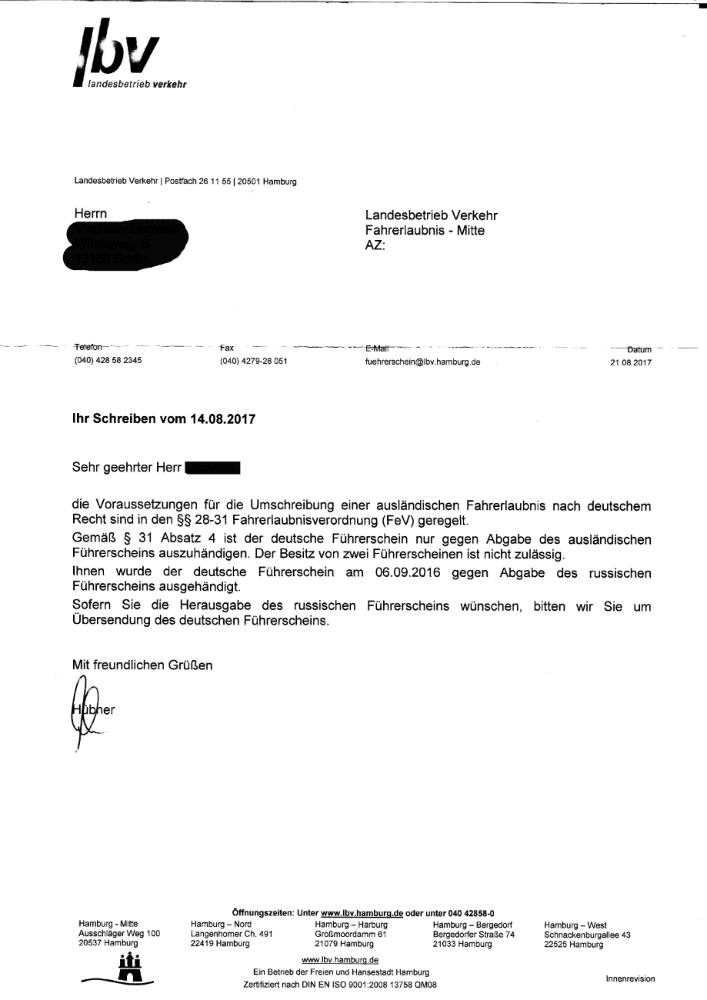 lbv
landesbetrieb verkehr
Landesbetrieb Verkehr | Postfach 26 11 55 | 20501 Hamburg
Herrn
Landesbetrieb Verkehr
Fahrerlaubnis - Mitte
AZ:
Telefon Fax E-Mail Datum
(040) 428 58 2345 (040) 4279-28 051 fuehrerschein@lbv.hamburg.de 21.08.2017
Ihr Schreiben vom 14.08.2017
Sehr geehrter Herr
die Voraussetzungen für die Umschreibung einer ausländischen Fahrerlaubnis nach deutschem
Recht sind in den §§ 28-31 Fahrerlaubnisverordnung (FeV) geregelt.
Gemäß § 31 Absatz 4 ist der deutsche Führerschein nur gegen Abgabe des ausländischen
Führerscheins auszuhändigen. Der Besitz von zwei Führerscheinen ist nicht zulässig.
Ihnen wurde der deutsche Führerschein am 06.09.2016 gegen Abgabe des russischen
Führerscheins ausgehändigt.
Sofern Sie die Herausgabe des russischen Führerscheins wünschen, bitten wir Sie um
Übersendung des deutschen Führerscheins.
Mit freundlichen Grüßen
Hübner
Öffnungszeiten: Unter www.lbv.hamburg.de oder unter 040 42858-0
Hamburg - Mitte Hamburg – Nord Hamburg – Harburg Hamburg – Bergedorf Hamburg – West
Ausschläger Weg 100 Langenhorner Ch. 491 Großmoordamm 61 Bergedorfer Straße 74 Schnackenburgallee 43
20537 Hamburg 22419 Hamburg 21079 Hamburg 21033 Hamburg 22525 Hamburg
www.lbv.hamburg.de
Ein Betrieb der Freien und Hansestadt Hamburg
Zertifiziert nach DIN EN ISO 9001:2008 13758 QM08
Innenrevision